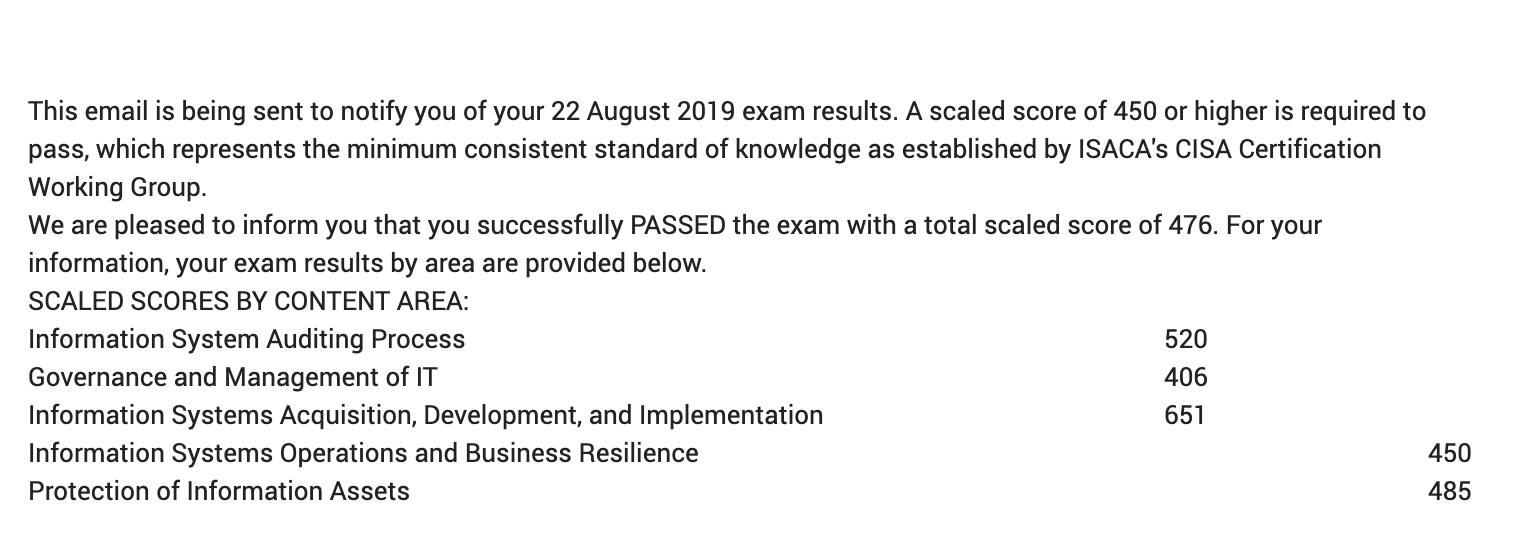 This email is being sent to notify you of your 22 August 2019 exam results. A scaled score of 450 or higher is required to
pass, which represents the minimum consistent standard of knowledge as established by ISACA's CISA Certification
Working Group.
We are pleased to inform you that you successfully PASSED the exam with a total scaled score of 476. For your
information, your exam results by area are provided below.
SCALED SCORES BY CONTENT AREA:
Information System Auditing Process 520
Governance and Management of IT 406
Information Systems Acquisition, Development, and Implementation 651
Information Systems Operations and Business Resilience 450
Protection of Information Assets 485